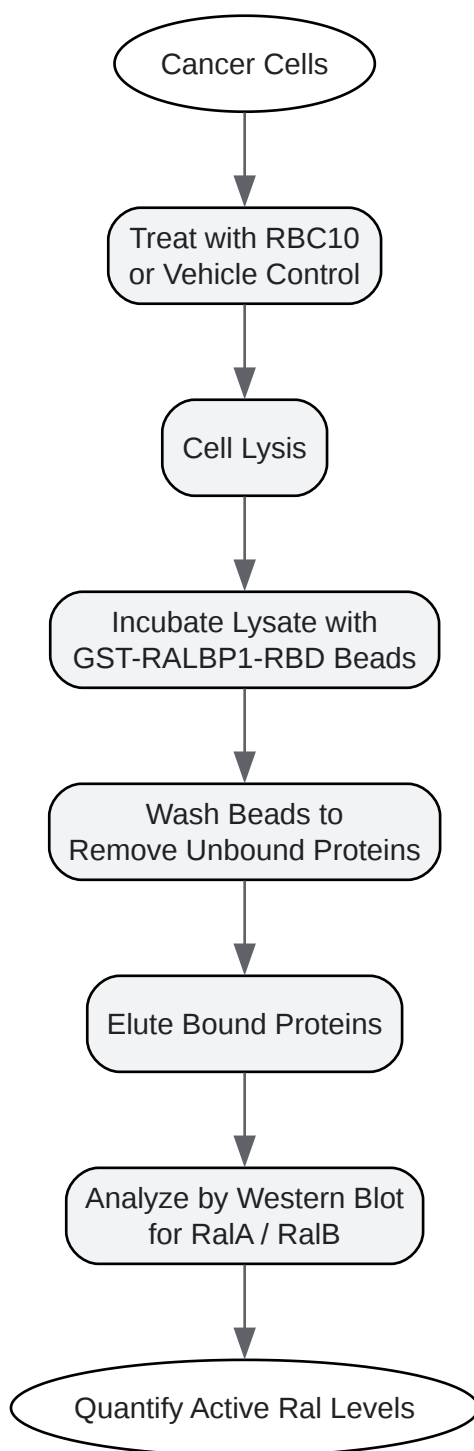 Cancer Cells
Treat with RBC10
or Vehicle Control
Cell Lysis
Incubate Lysate with
GST-RALBP1-RBD Beads
Wash Beads to
Remove Unbound Proteins
Elute Bound Proteins
Analyze by Western Blot
for RalA / RalB
Quantify Active Ral Levels